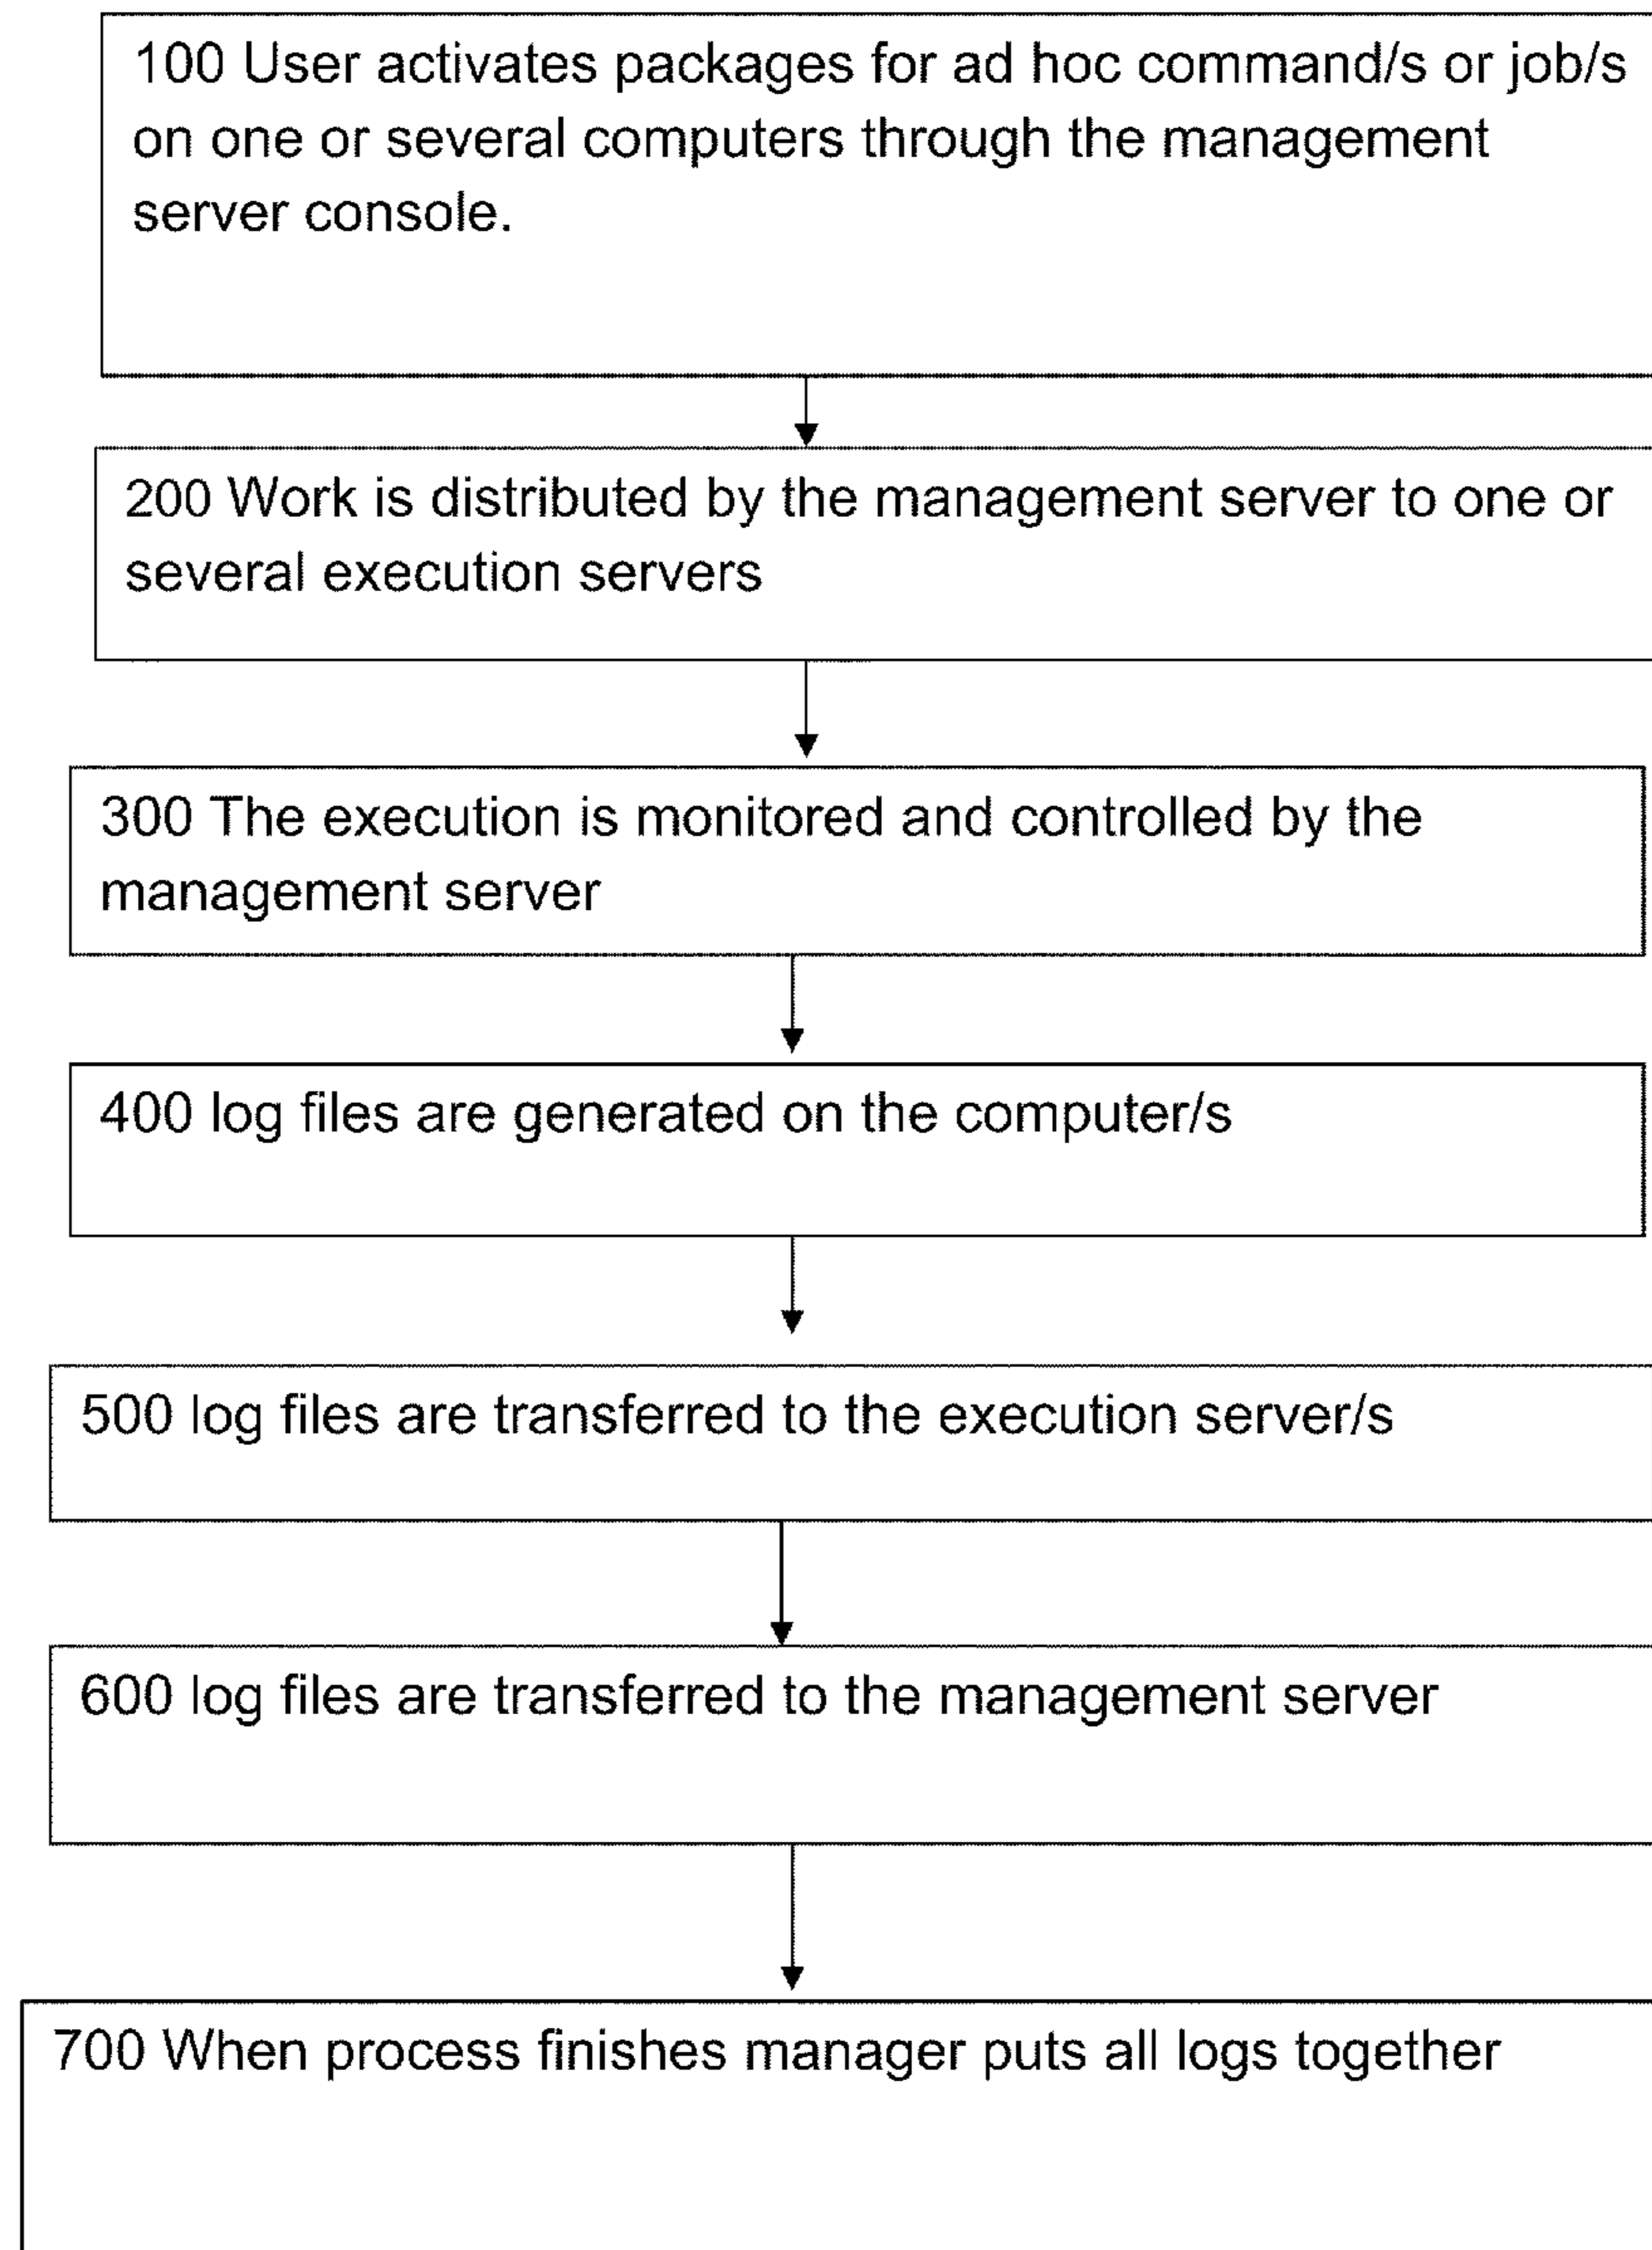 100 User activates packages for ad hoc command/s or job/s
on one or several computers through the management
server console.
200 Work is distributed by the management server to one or
several execution servers
300 The execution is monitored and controlled by the
management server
400 log files are generated on the computer/s
500 log files are transferred to the execution server/s
600 log files are transferred to the management server
700 When process finishes manager puts all logs together